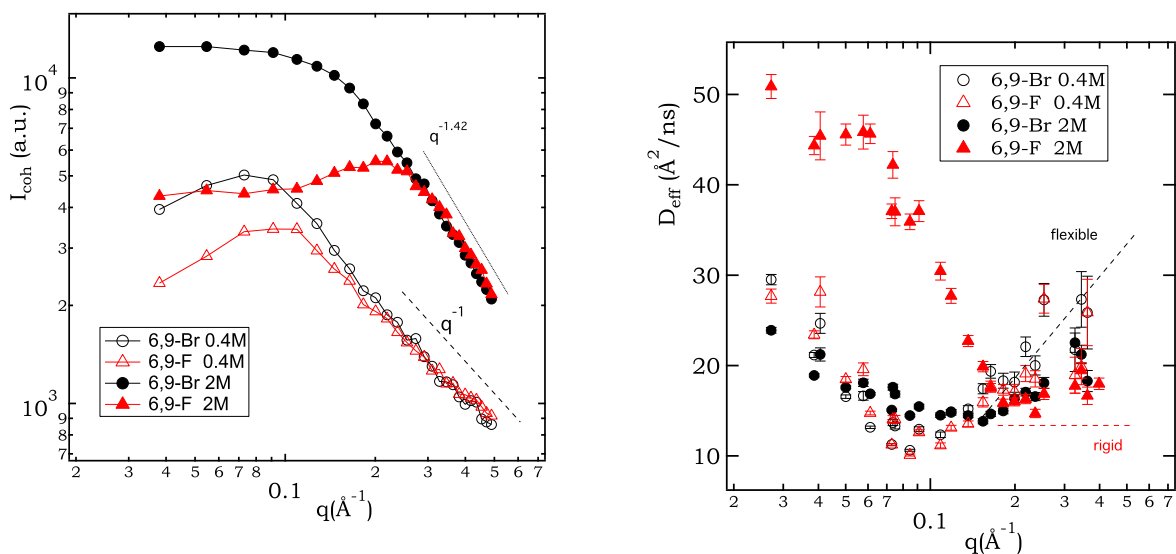 10⁴
9
8
7
6
5
4
3
2
10³
9
8
7
I_coh (a.u.)
q^-1.42
q^-1
6,9-Br 0.4M
6,9-F 0.4M
6,9-Br 2M
6,9-F 2M
2 3 4 5 6 7 8 9 0.1 2 3 4 5 6 7
q(Å⁻¹)
50
40
30
20
10
D_eff (Å²/ns)
6,9-Br 0.4M
6,9-F 0.4M
6,9-Br 2M
6,9-F 2M
flexible
rigid
2 3 4 5 6 7 8 9 0.1 2 3 4 5 6 7
q(Å⁻¹)